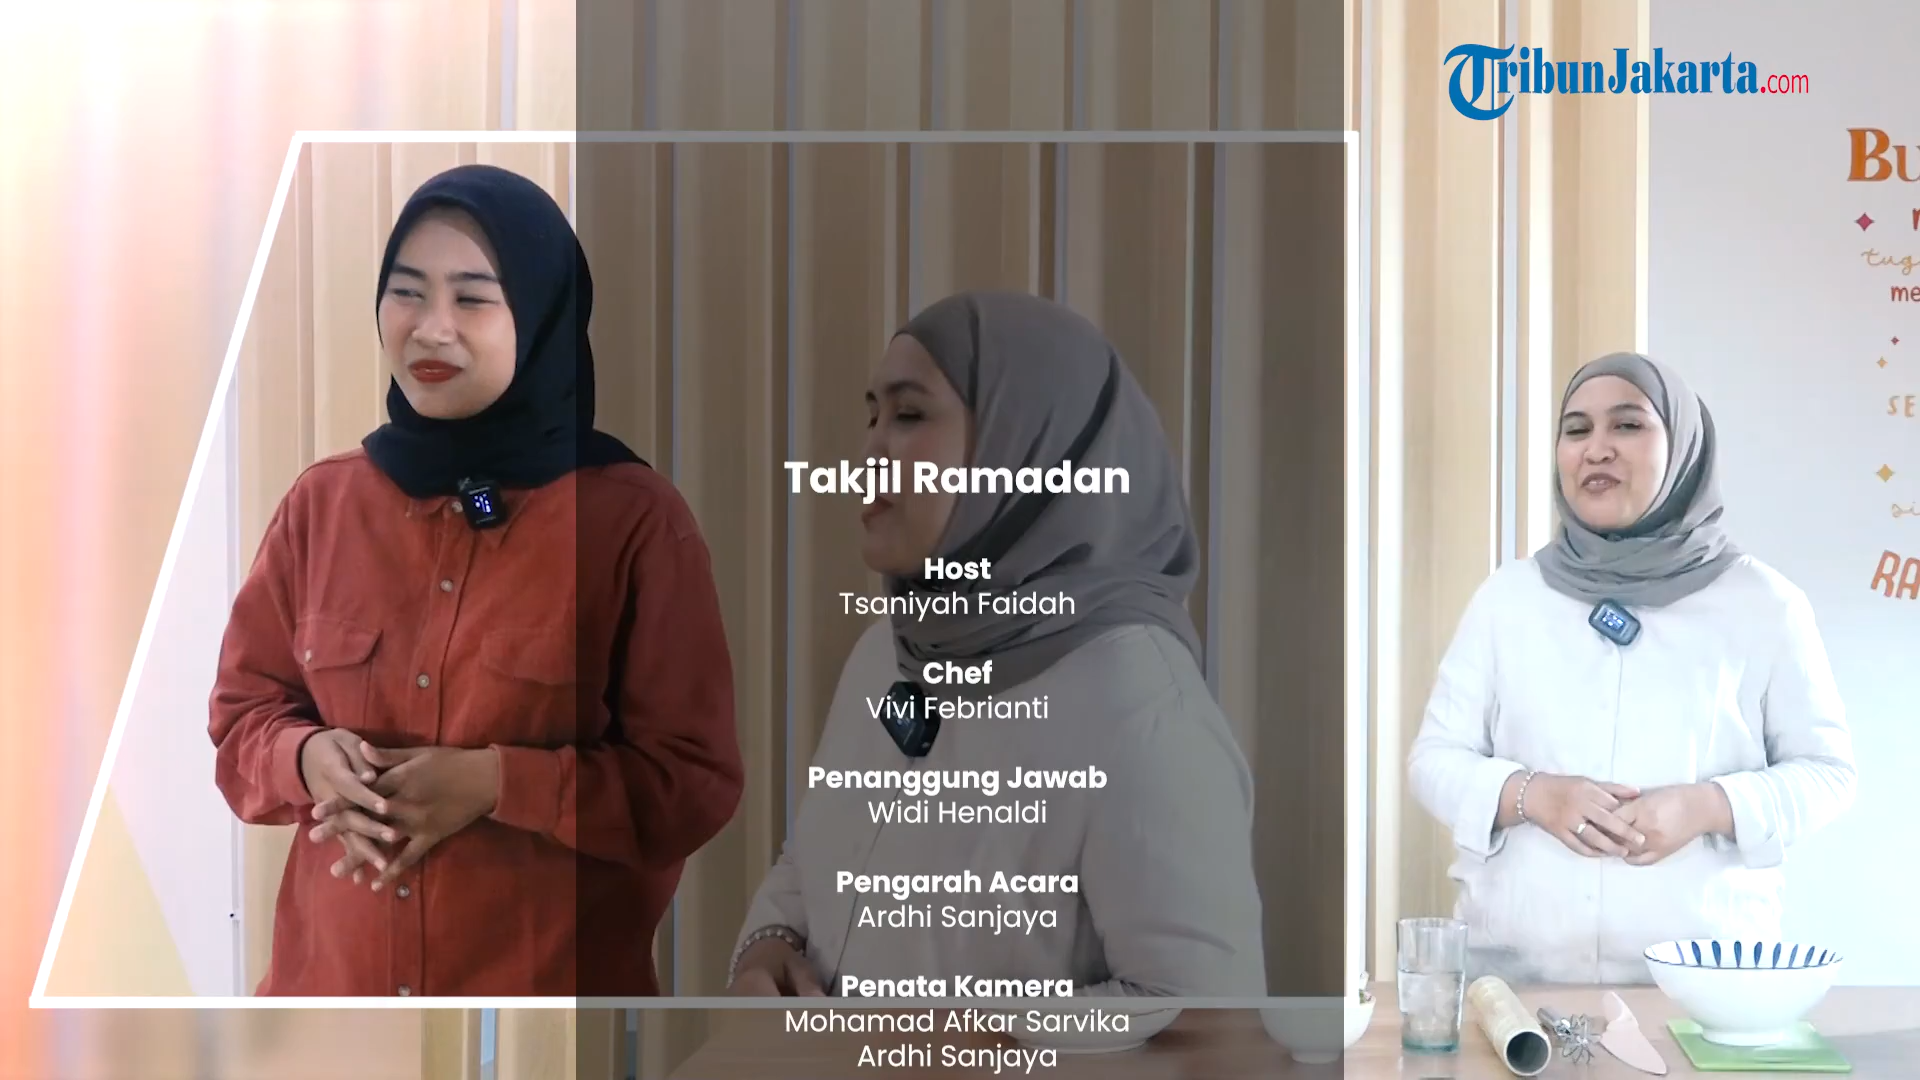 TribunJakarta.com
Takjil Ramadan
Host
Tsaniyah Faidah
Chef
Vivi Febrianti
Penanggung Jawab
Widi Henaldi
Pengarah Acara
Ardhi Sanjaya
Penata Kamera
Mohamad Afkar Sarvika
Ardhi Sanjaya